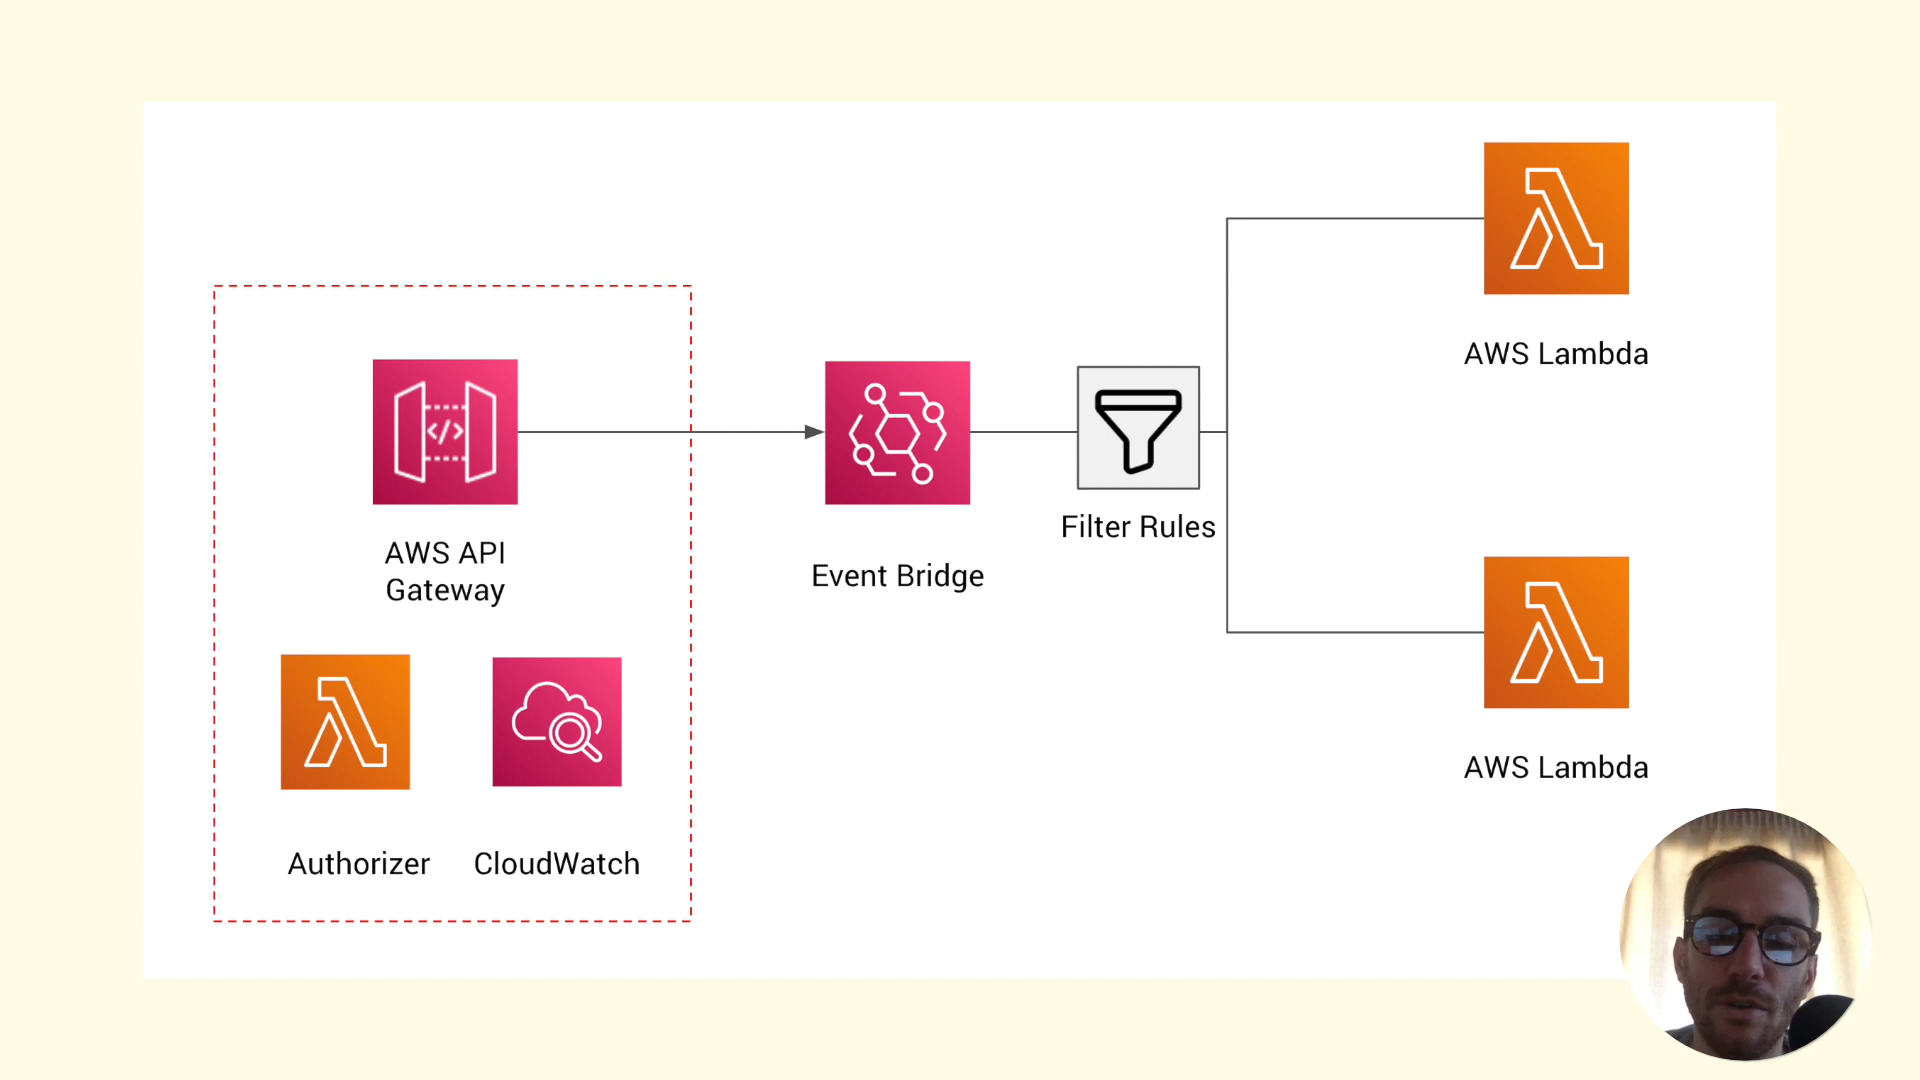 AWS Lambda
AWS API
Gateway
Event Bridge
Filter Rules
AWS Lambda
Authorizer
CloudWatch